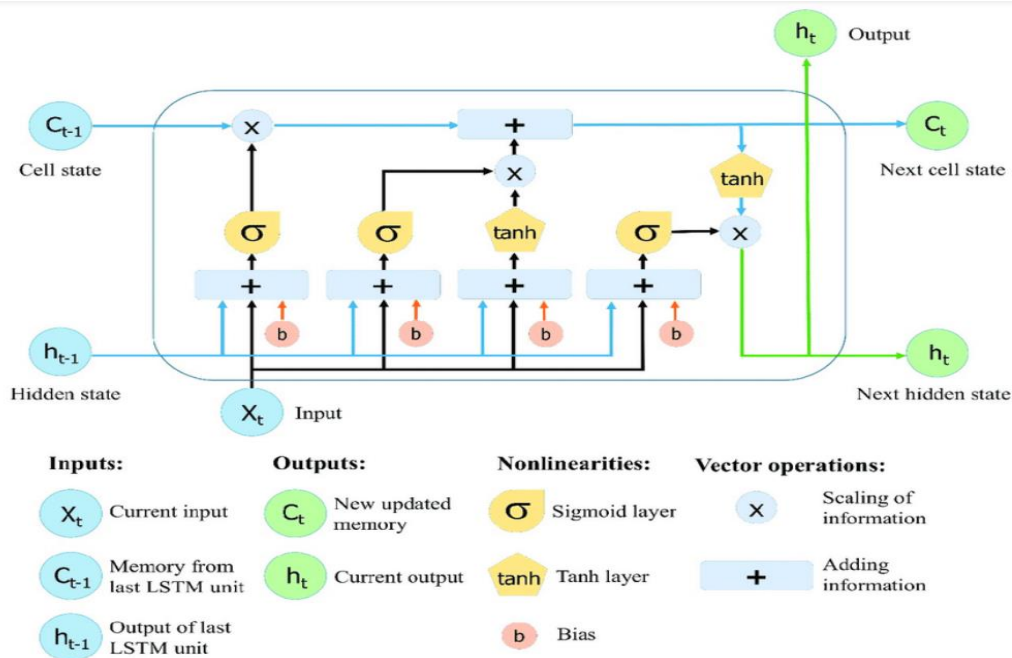 hₜ Output
Cₜ₋₁ x + Cₜ
Cell state Next cell state
x tanh
σ σ tanh σ x
+ + + +
b b b b
hₜ₋₁ hₜ
Hidden state Next hidden state
Xₜ Input
Inputs: Outputs: Nonlinearities: Vector operations:
Xₜ Current input
Cₜ₋₁ Memory from
last LSTM unit
hₜ₋₁ Output of last
LSTM unit
Cₜ New updated
memory
hₜ Current output
σ Sigmoid layer
tanh Tanh layer
b Bias
x Scaling of
information
+ Adding
information